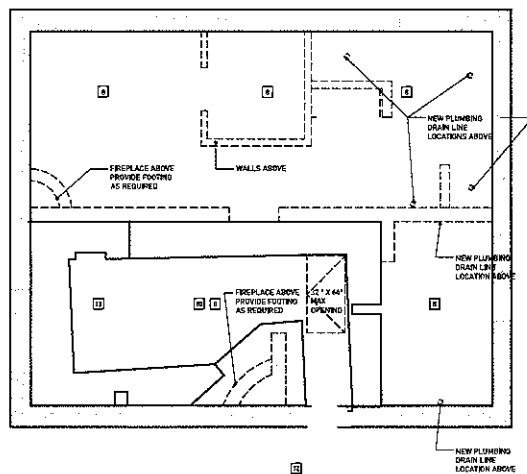 NEW PLUMBING
DRAIN LINE
LOCATIONS ABOVE
FIREPLACE ABOVE
PROVIDE FOOTING
AS REQUIRED
WALLS ABOVE
NEW PLUMBING
DRAIN LINE
LOCATION ABOVE
FIREPLACE ABOVE
PROVIDE FOOTING
AS REQUIRED
32" X 66"
MAX
OPENING
NEW PLUMBING
DRAIN LINE
LOCATION ABOVE